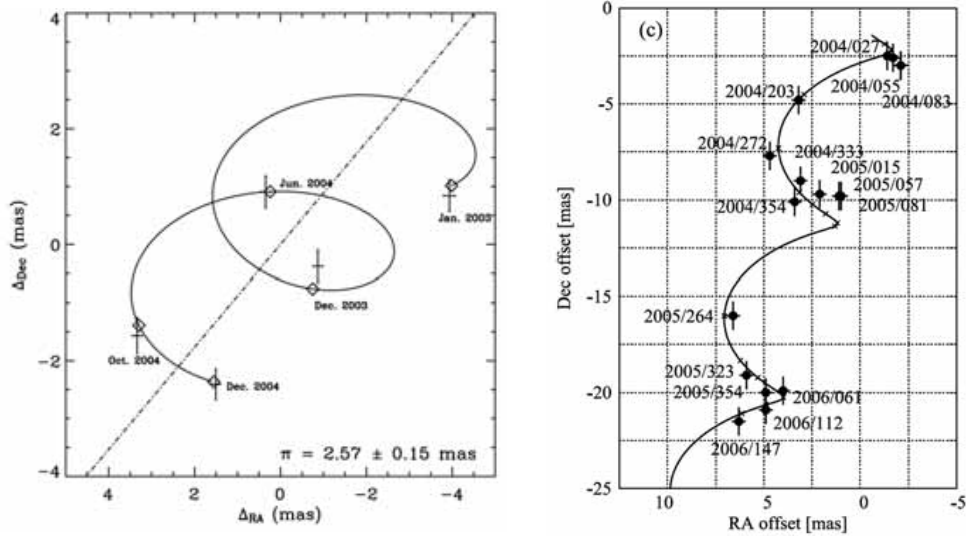 4
2
0
-2
-4
Δ_Dec (mas)
Jun. 2004
Jan. 2003
Dec. 2003
Oct. 2004
Dec. 2004
π = 2.57 ± 0.15 mas
4 2 0 -2 -4
Δ_RA (mas)
(c)
0
-5
-10
-15
-20
-25
Dec offset [mas]
2004/027
2004/055
2004/083
2004/203
2004/272
2004/333
2005/015
2005/057
2005/081
2004/354
2005/264
2005/323
2005/354
2006/061
2006/112
2006/147
10 5 0 -5
RA offset [mas]